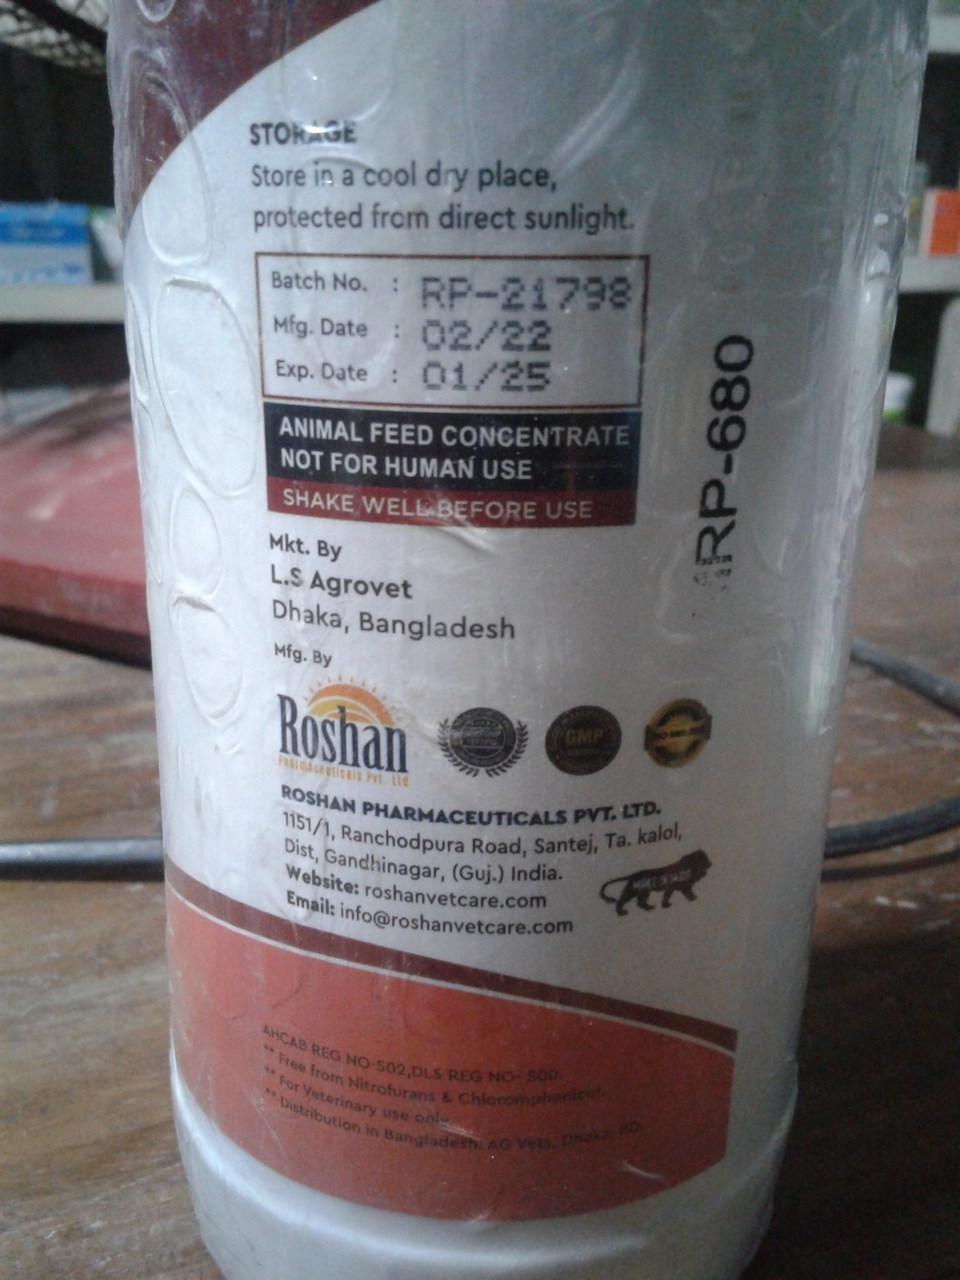 STORAGE
Store in a cool dry place,
protected from direct sunlight.
Batch No. : RP-21798
Mfg. Date : 02/22
Exp. Date : 01/25
ANIMAL FEED CONCENTRATE
NOT FOR HUMAN USE
SHAKE WELL BEFORE USE
RP-680
Mkt. By
L.S Agrovet
Dhaka, Bangladesh
Mfg. By
Roshan
Pharmaceuticals Pvt. Ltd
GMP
ROSHAN PHARMACEUTICALS PVT. LTD.
1151/1, Ranchodpura Road, Santej, Ta. kalol,
Dist, Gandhinagar, (Guj.) India.
Website: roshanvetcare.com
Email: info@roshanvetcare.com
AHCAB REG NO-502,DLS REG NO- 500
** Free from Nitrofurans & Chloromphenicol.
** For Veterinary use only.
** Distribution in Bangladesh: AG Vets, Dhaka, BD.